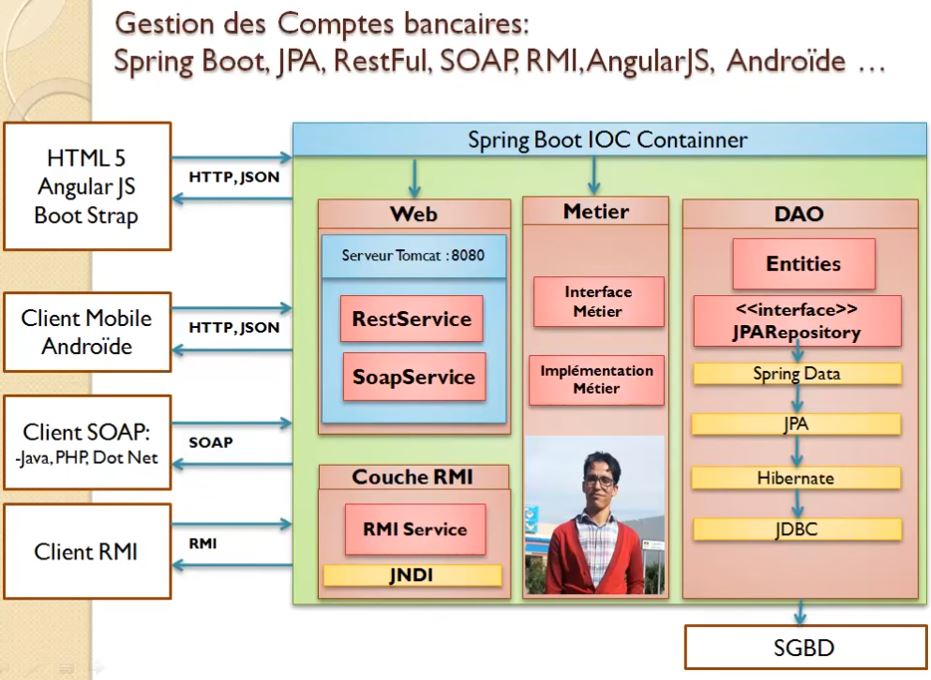 Gestion des Comptes bancaires:
Spring Boot, JPA, RestFul, SOAP, RMI,AngularJS, Androïde …
Spring Boot IOC Containner
HTML 5
Angular JS
Boot Strap
HTTP, JSON
Client Mobile
Androïde
HTTP, JSON
Client SOAP:
-Java, PHP, Dot Net
SOAP
Client RMI
RMI
Web
Serveur Tomcat : 8080
RestService
SoapService
Couche RMI
RMI Service
JNDI
Metier
Interface
Métier
Implémentation
Métier
DAO
Entities
<<interface>>
JPARepository
Spring Data
JPA
Hibernate
JDBC
SGBD